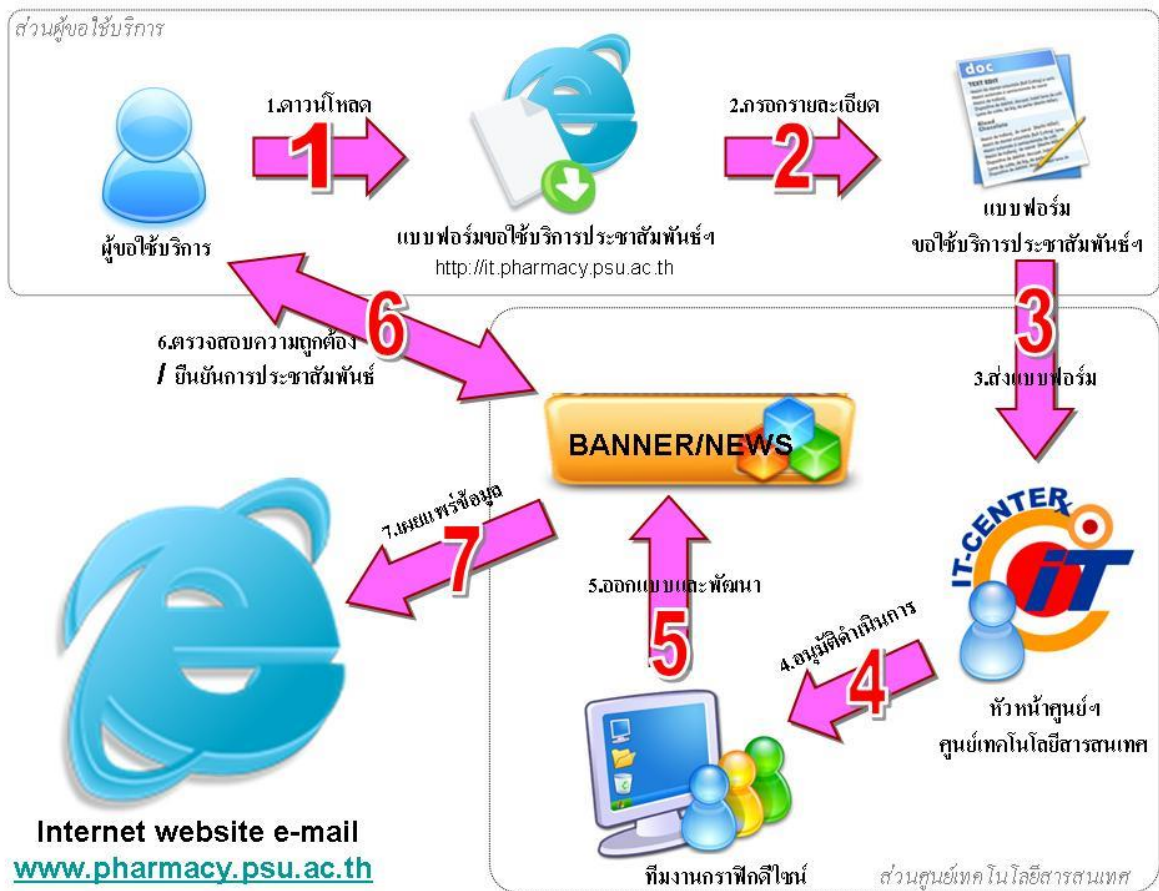 ส่วนผู้ขอใช้บริการ
1.ดาวน์โหลด
1
2.กรอกรายละเอียด
2
doc
TEXT EDIT
ผู้ขอใช้บริการ
แบบฟอร์มขอใช้บริการประชาสัมพันธ์ฯ
http://it.pharmacy.psu.ac.th
แบบฟอร์ม
ขอใช้บริการประชาสัมพันธ์ฯ
3
3.ส่งแบบฟอร์ม
6
6.ตรวจสอบความถูกต้อง
/ ยืนยันการประชาสัมพันธ์
BANNER/NEWS
7.เผยแพร่ข้อมูล
7
IT-CENTER
iT
5.ออกแบบและพัฒนา
5
4.อนุมัติดำเนินการ
4
หัวหน้าศูนย์ฯ
ศูนย์เทคโนโลยีสารสนเทศ
Internet website e-mail
www.pharmacy.psu.ac.th
ทีมงานกราฟิกดีไซน์
ส่วนศูนย์เทคโนโลยีสารสนเทศ